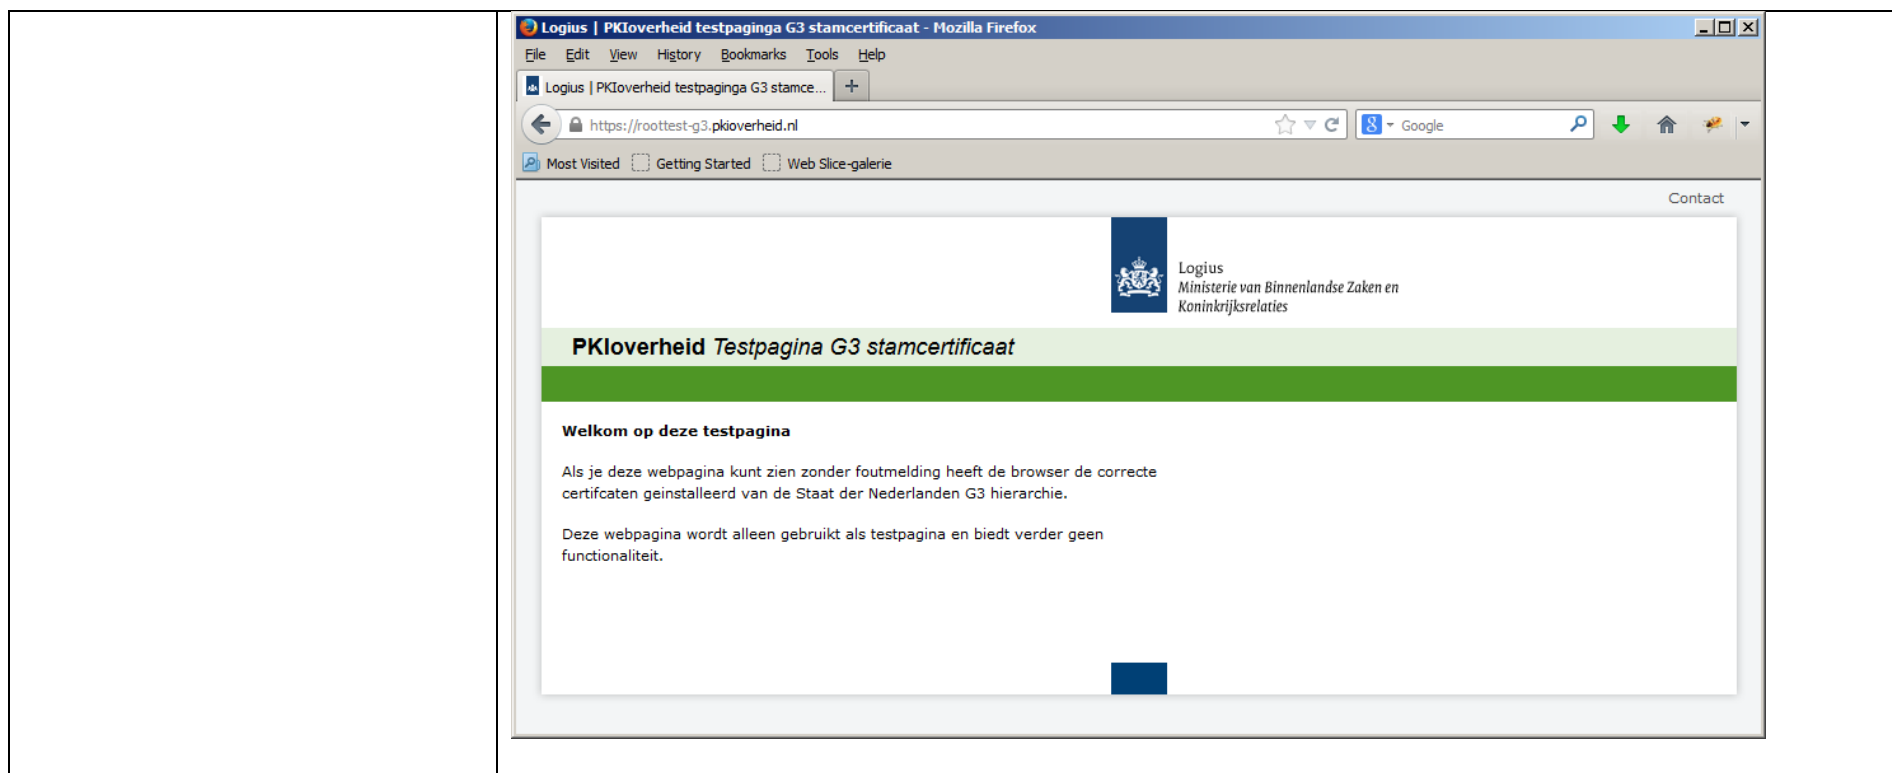 Logius | PKIoverheid testpaginga G3 stamcertificaat - Mozilla Firefox
File Edit View History Bookmarks Tools Help
Logius | PKIoverheid testpaginga G3 stamce... +
https://roottest-g3.pkioverheid.nl 8 Google
Most Visited Getting Started Web Slice-galerie
Contact
Logius
Ministerie van Binnenlandse Zaken en
Koninkrijksrelaties
PKIoverheid Testpagina G3 stamcertificaat
Welkom op deze testpagina
Als je deze webpagina kunt zien zonder foutmelding heeft de browser de correcte
certifcaten geinstalleerd van de Staat der Nederlanden G3 hierarchie.
Deze webpagina wordt alleen gebruikt als testpagina en biedt verder geen
functionaliteit.